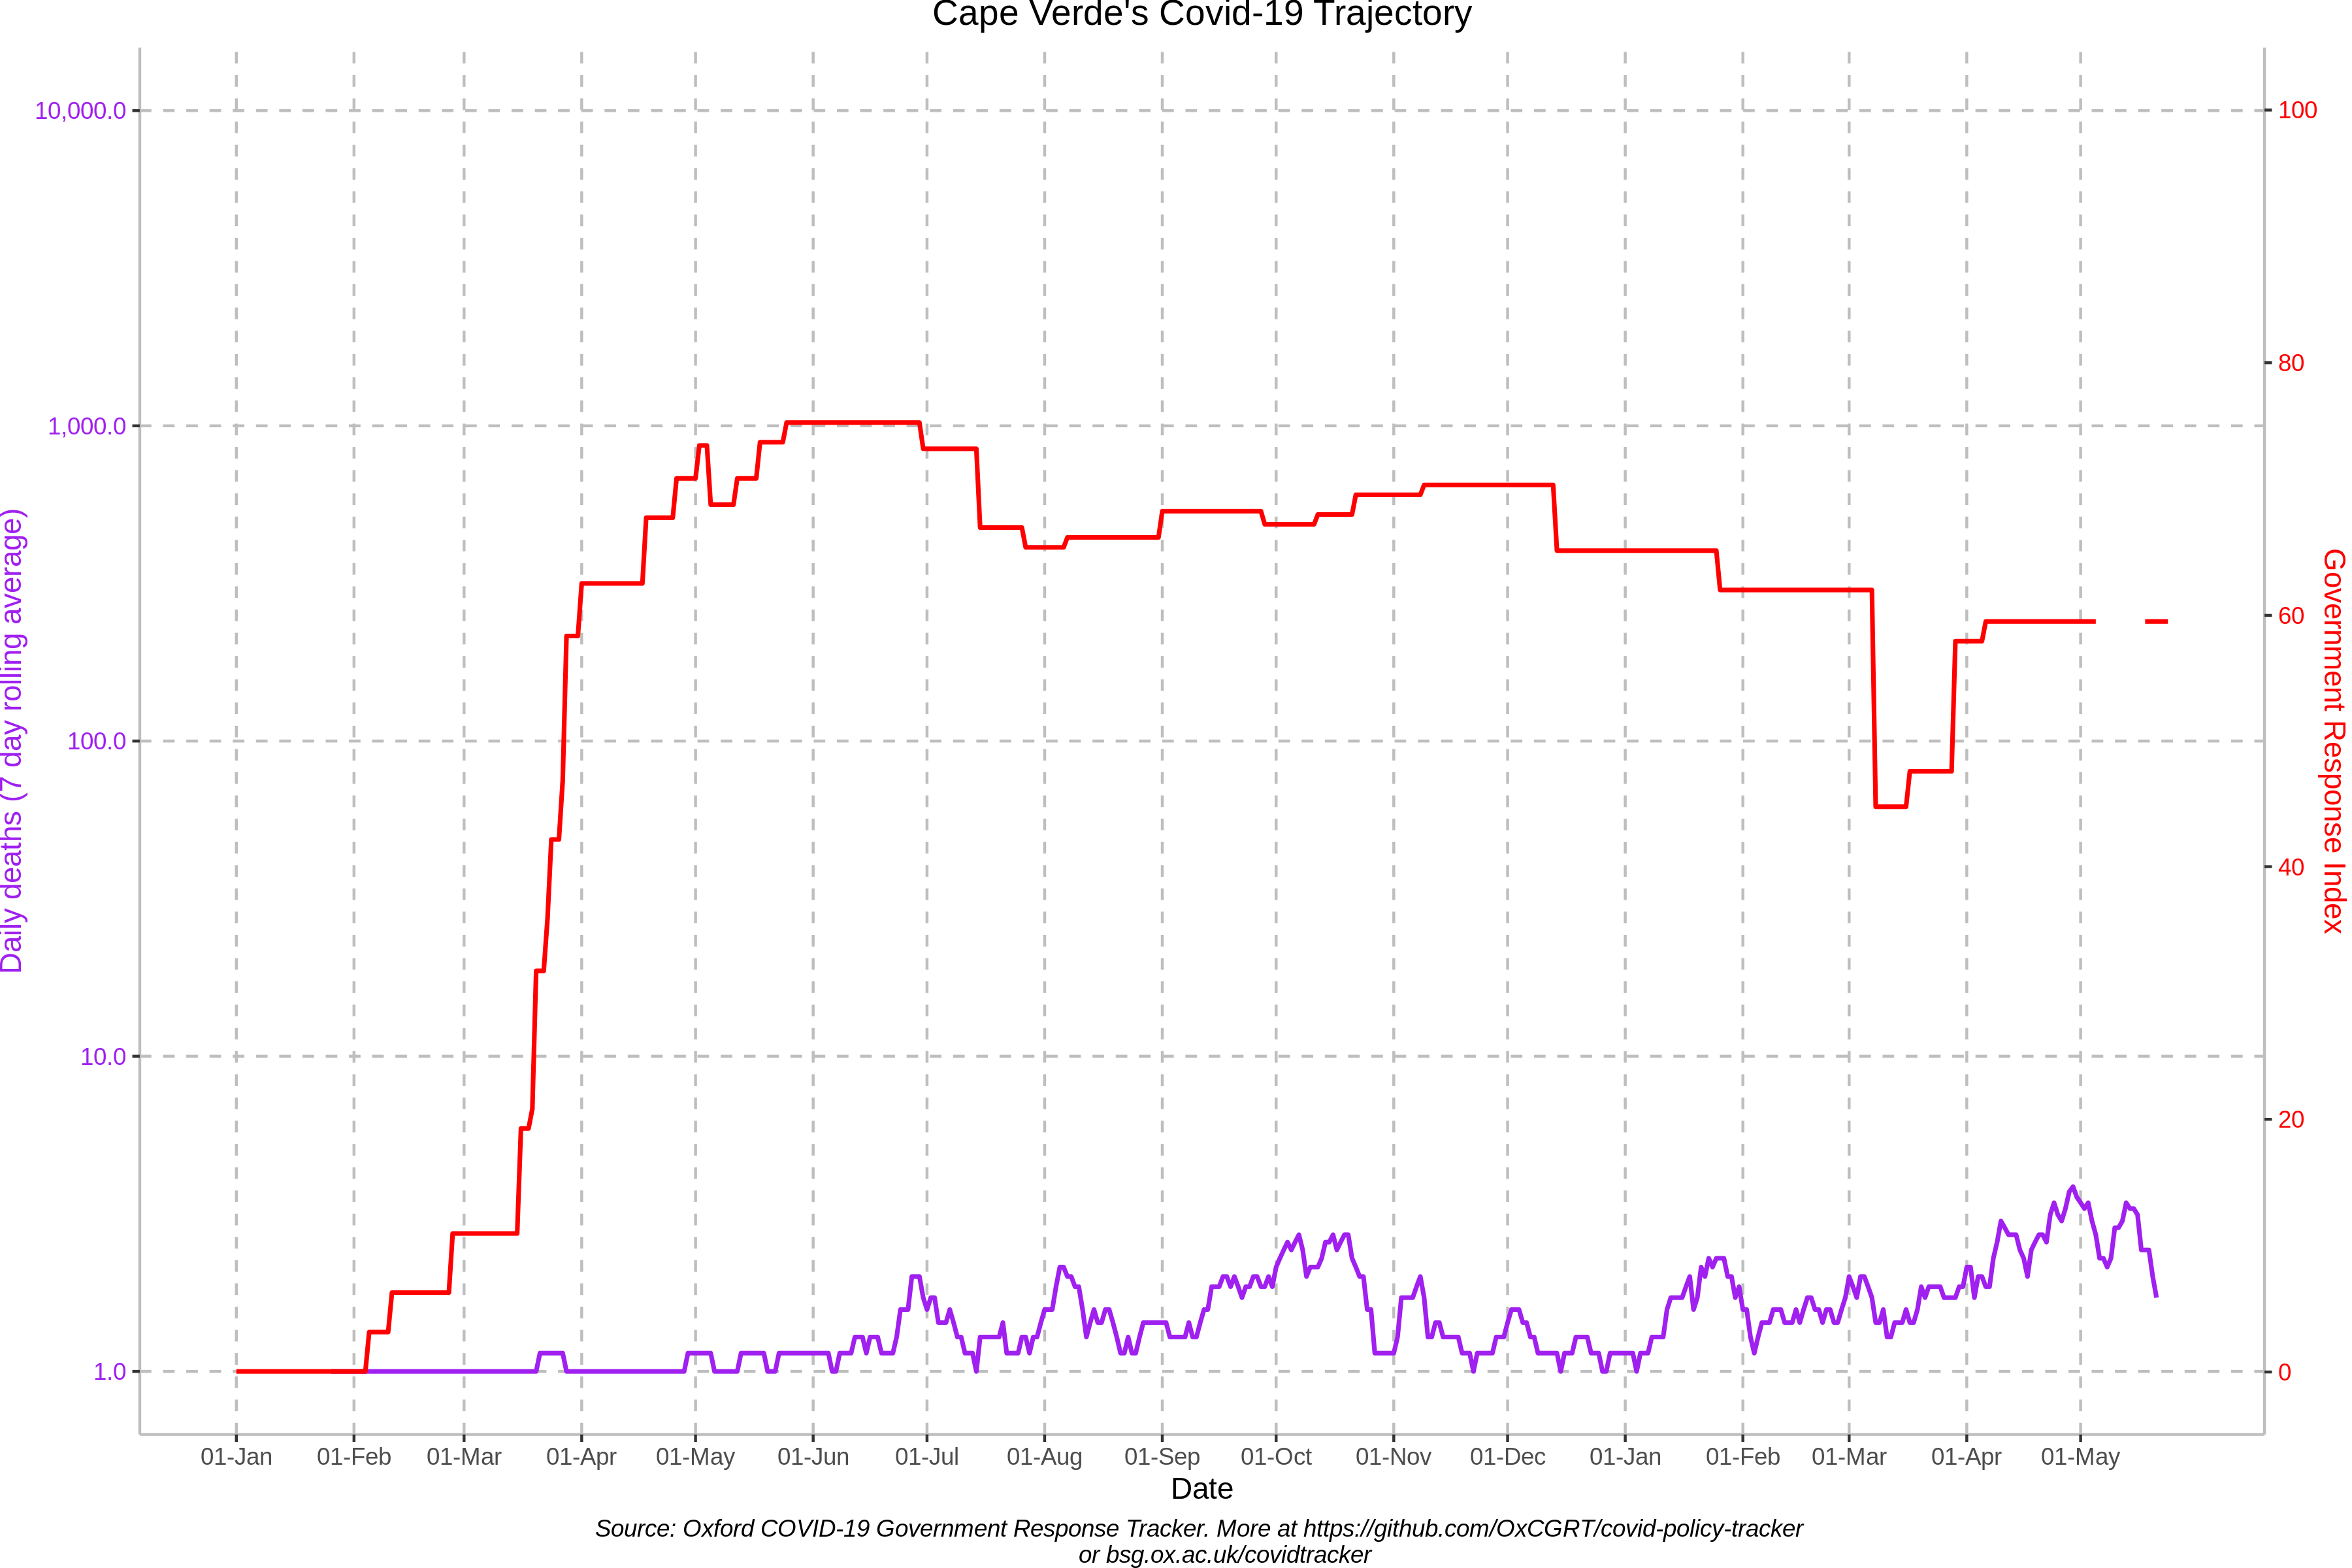 Cape Verde's Covid-19 Trajectory
10,000.0
1,000.0
100.0
10.0
1.0
Daily deaths (7 day rolling average)
100
80
60
40
20
0
Government Response Index
01-Jan 01-Feb 01-Mar 01-Apr 01-May 01-Jun 01-Jul 01-Aug 01-Sep 01-Oct 01-Nov 01-Dec 01-Jan 01-Feb 01-Mar 01-Apr 01-May
Date
Source: Oxford COVID-19 Government Response Tracker. More at https://github.com/OxCGRT/covid-policy-tracker
or bsg.ox.ac.uk/covidtracker